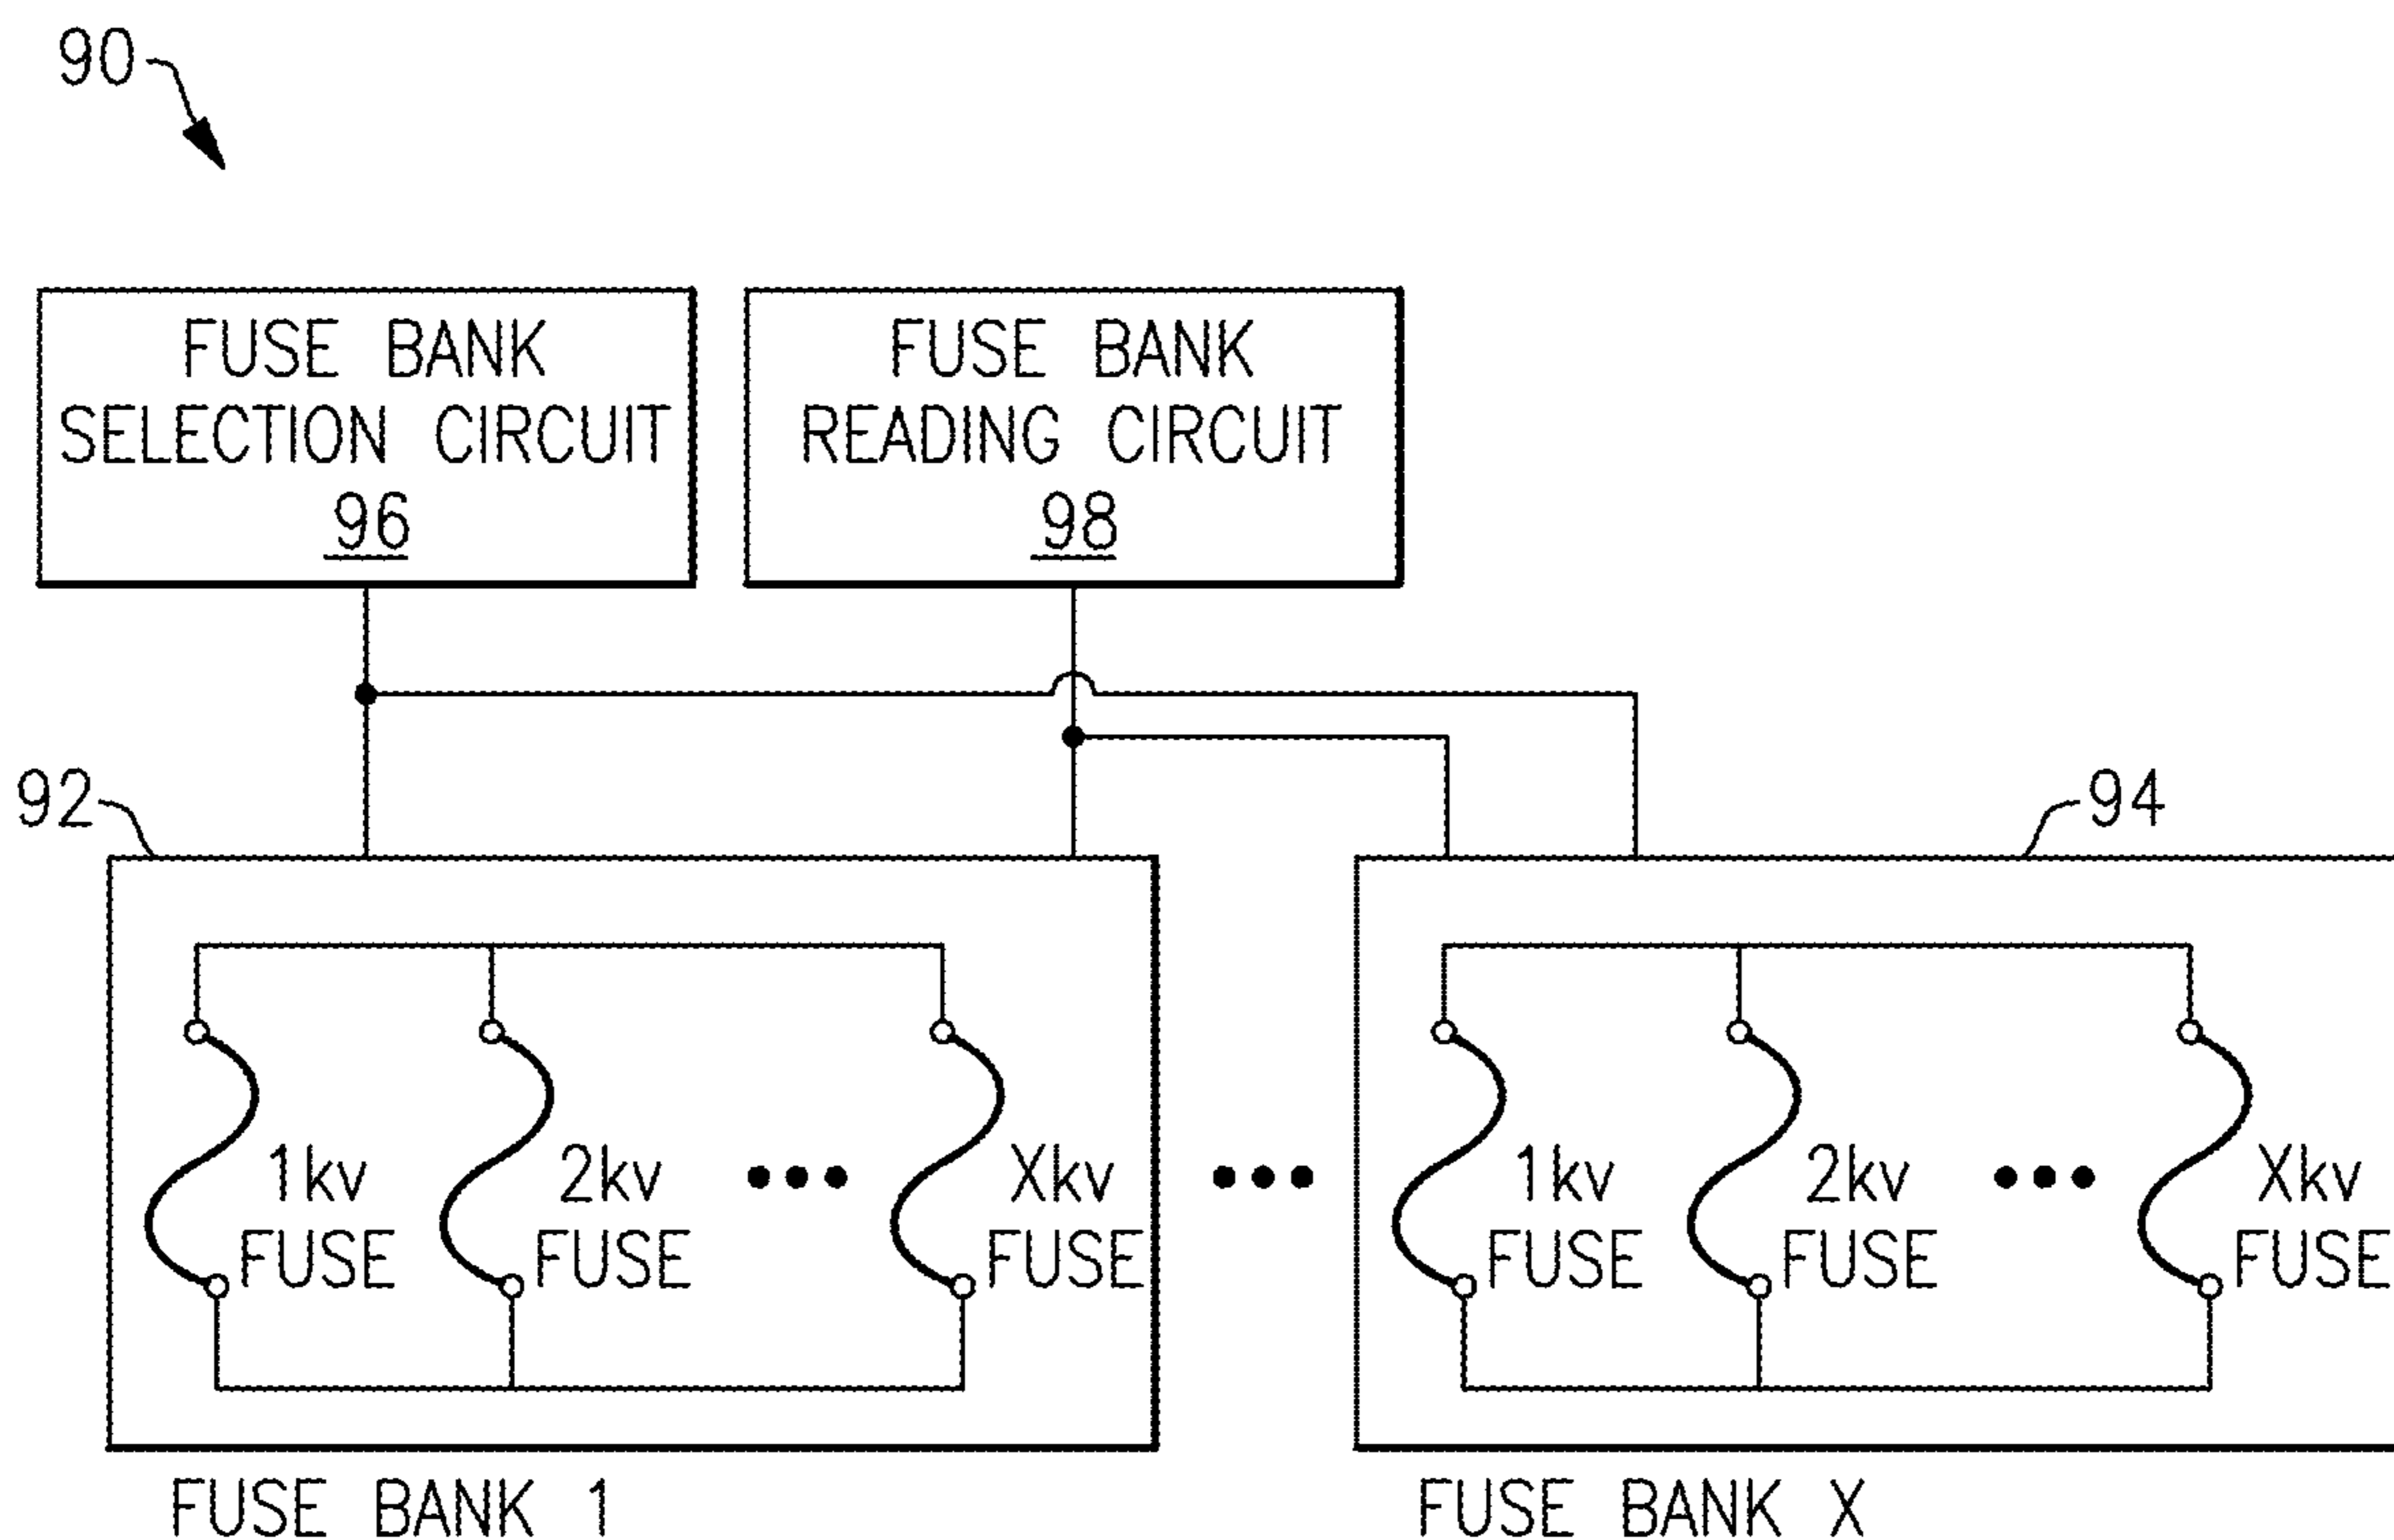 90
FUSE BANK
SELECTION CIRCUIT
96
FUSE BANK
READING CIRCUIT
98
92
94
1kv
FUSE
2kv
FUSE
Xkv
FUSE
1kv
FUSE
2kv
FUSE
Xkv
FUSE
FUSE BANK 1
FUSE BANK X